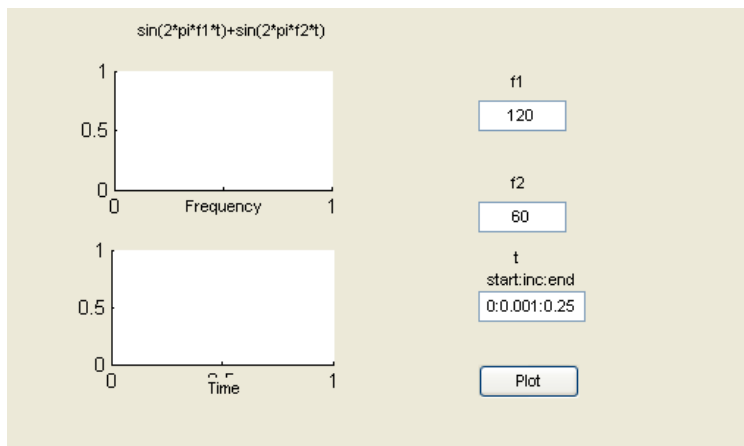 sin(2*pi*f1*t)+sin(2*pi*f2*t)
1
0.5
0
0
Frequency
1
f1
120
f2
60
t
start:inc:end
0:0.001:0.25
1
0.5
0
0
Time
1
Plot